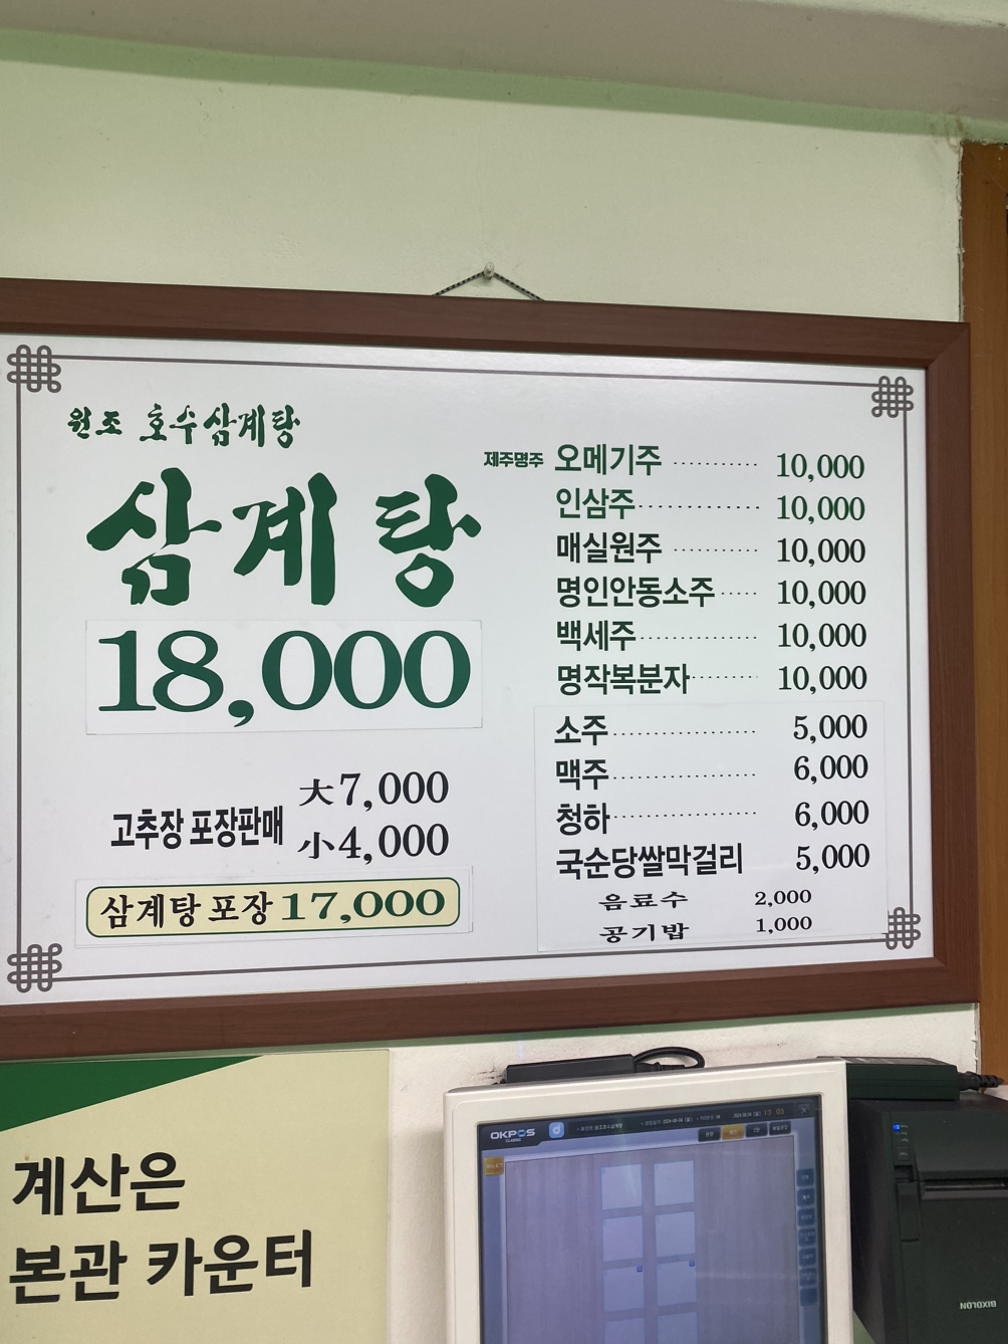 원조 호수삼계탕
삼계탕
18,000
고추장 포장판매
大7,000
小4,000
삼계탕 포장 17,000
제주명주 오메기주 ........... 10,000
인삼주 ............. 10,000
매실원주 ........... 10,000
명인안동소주 ..... 10,000
백세주 ............. 10,000
명작복분자 ......... 10,000
소주 ................. 5,000
맥주 ................. 6,000
청하 ................. 6,000
국순당쌀막걸리 5,000
음료수 2,000
공기밥 1,000
계산은
본관 카운터
OKPOS
CLASSIC
BIXOLON